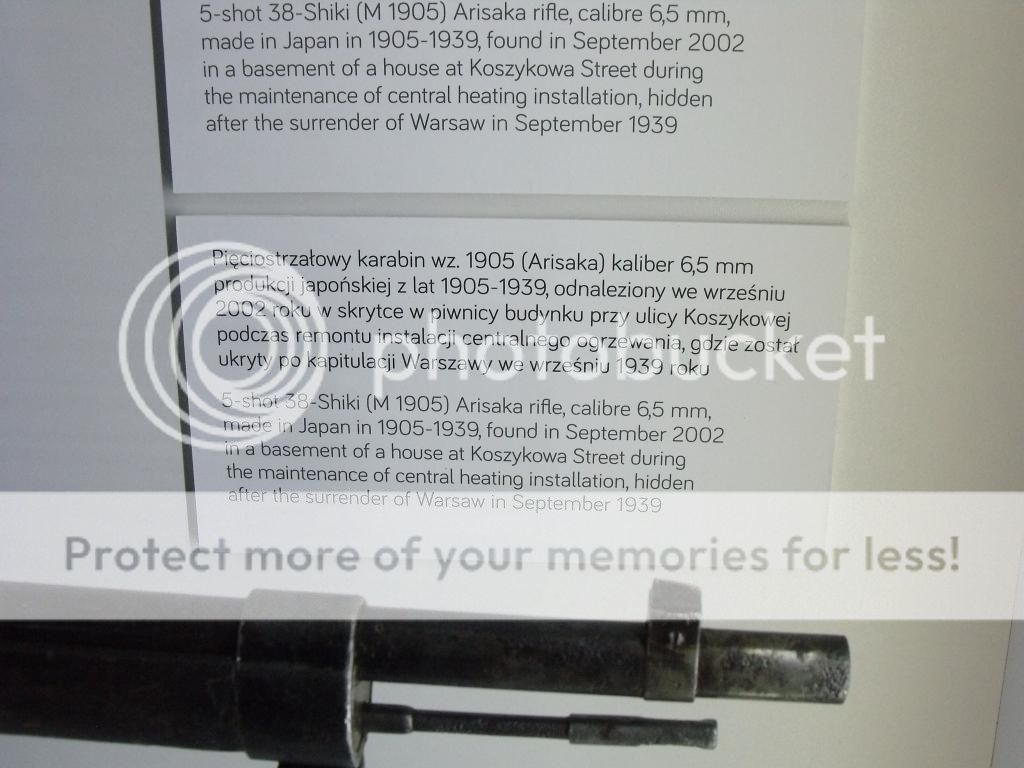 5-shot 38-Shiki (M 1905) Arisaka rifle, calibre 6,5 mm,
made in Japan in 1905-1939, found in September 2002
in a basement of a house at Koszykowa Street during
the maintenance of central heating installation, hidden
after the surrender of Warsaw in September 1939
Pięciostrzałowy karabin wz. 1905 (Arisaka) kaliber 6,5 mm
produkcji japońskiej z lat 1905-1939, odnaleziony we wrześniu
2002 roku w skrytce w piwnicy budynku przy ulicy Koszykowej
podczas remontu instalacji centralnego ogrzewania, gdzie został
ukryty po kapitulacji Warszawy we wrześniu 1939 roku
photobucket
5-shot 38-Shiki (M 1905) Arisaka rifle, calibre 6,5 mm,
made in Japan in 1905-1939, found in September 2002
in a basement of a house at Koszykowa Street during
the maintenance of central heating installation, hidden
after the surrender of Warsaw in September 1939
Protect more of your memories for less!